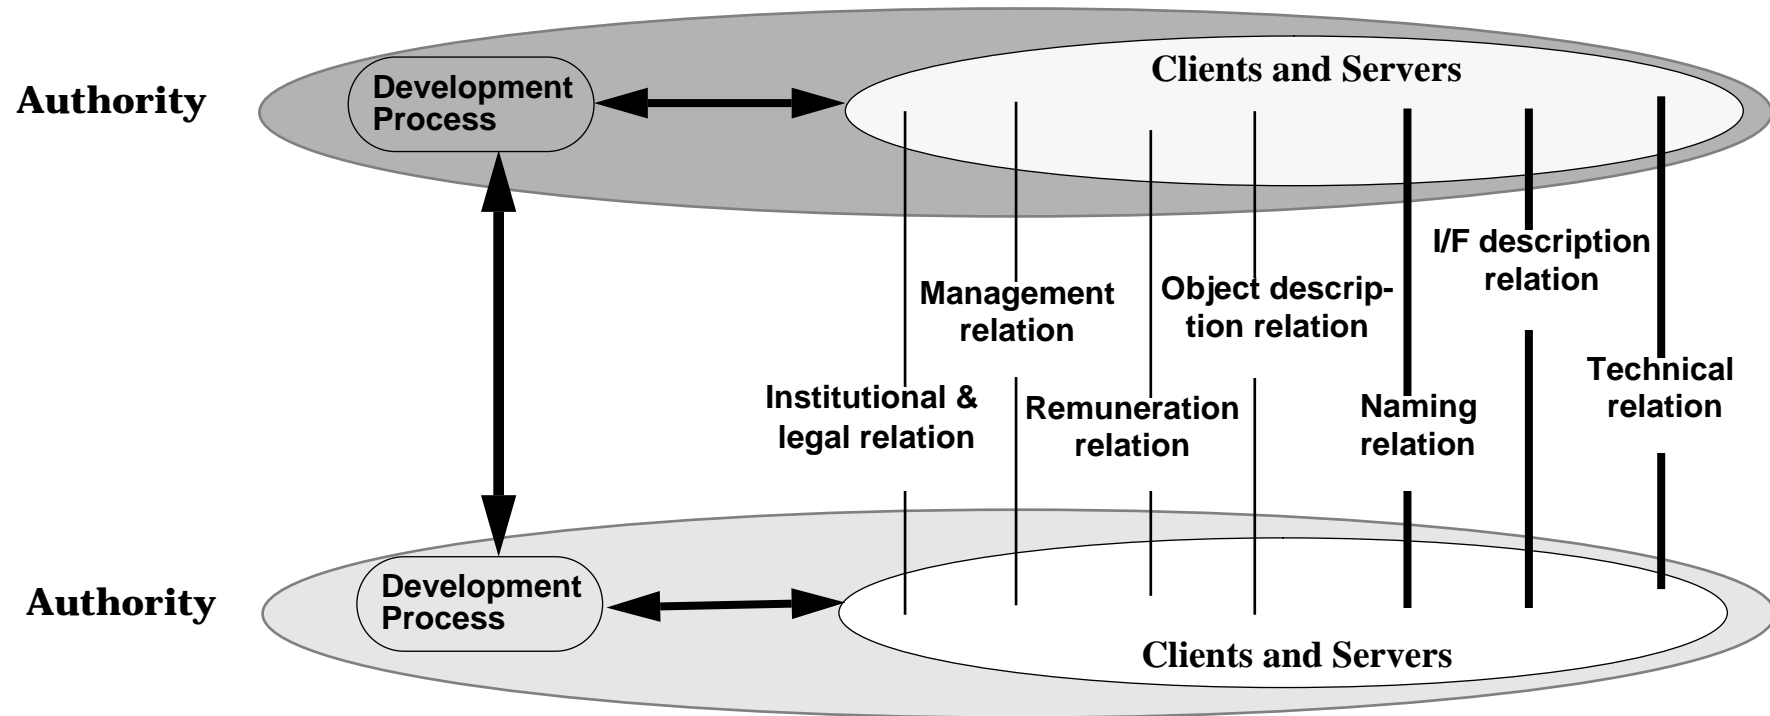 Authority
Development
Process
Clients and Servers
I/F description
relation
Management
relation
Object descrip-
tion relation
Technical
relation
Institutional &
legal relation
Remuneration
relation
Naming
relation
Authority
Development
Process
Clients and Servers